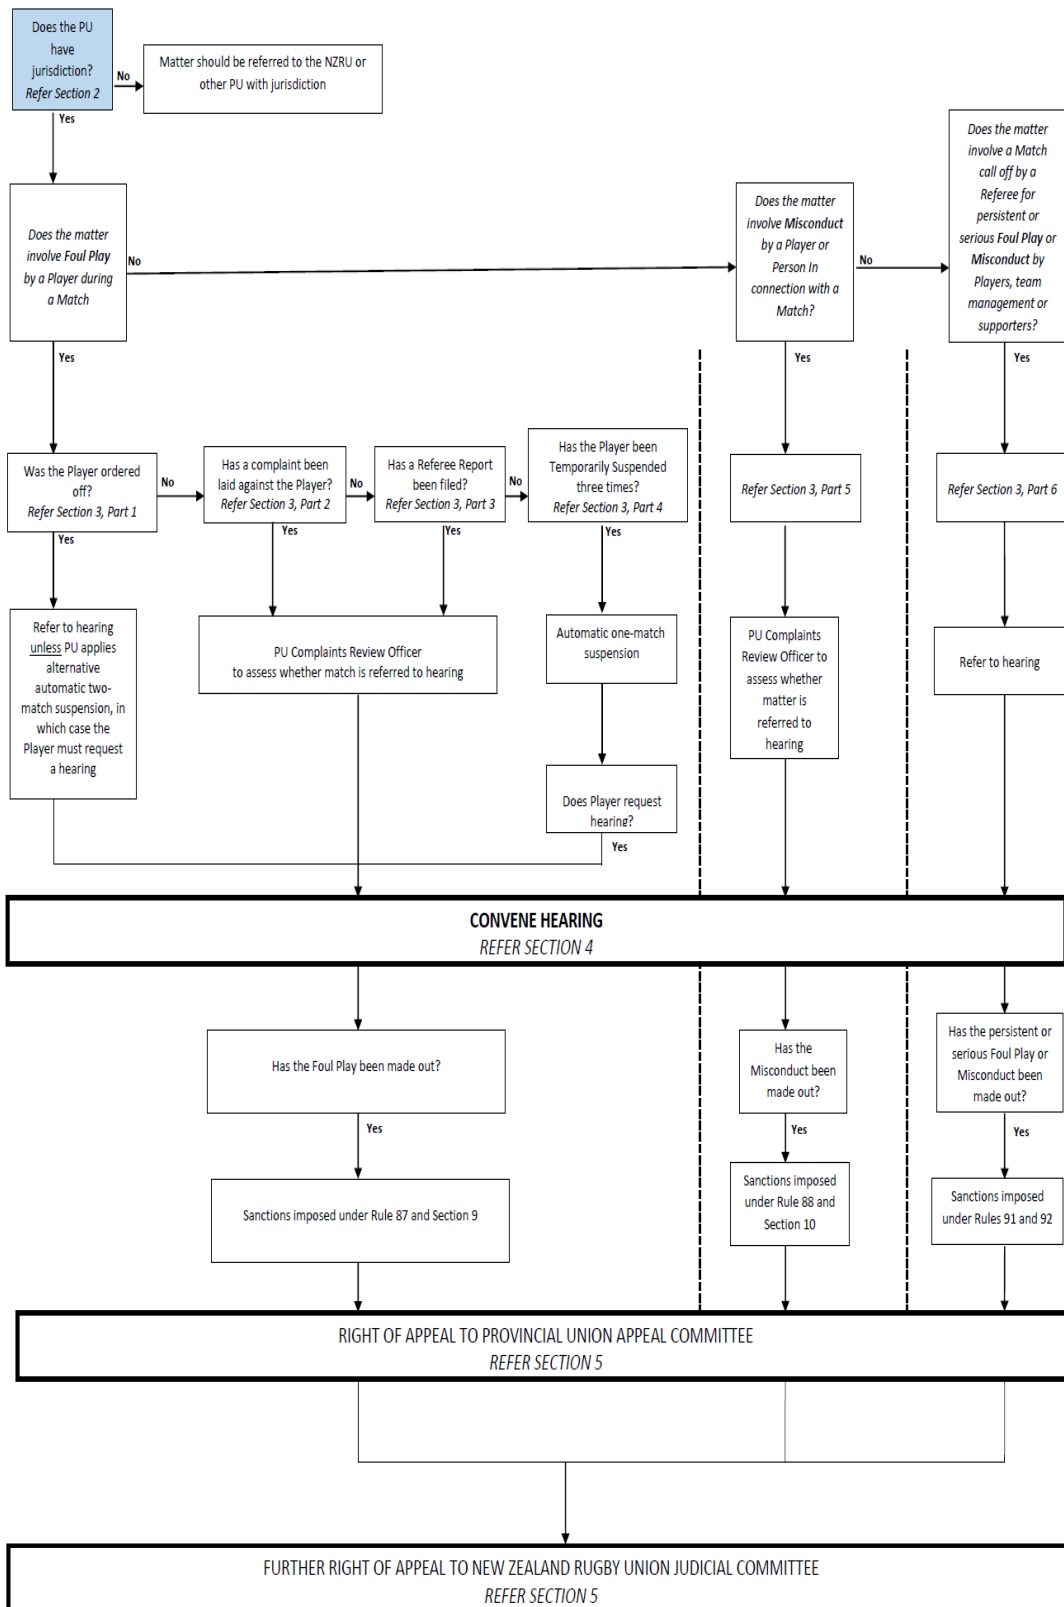 Does the PU
have
jurisdiction?
Refer Section 2
No
Matter should be referred to the NZRU or
other PU with jurisdiction
Yes
Does the matter
involve Foul Play
by a Player during
a Match
No
Does the matter
involve Misconduct
by a Player or
Person In
connection with a
Match?
No
Does the matter
involve a Match
call off by a
Referee for
persistent or
serious Foul Play or
Misconduct by
Players, team
management or
supporters?
Yes
Yes
Yes
Was the Player ordered
off?
Refer Section 3, Part 1
No
Has a complaint been
laid against the Player?
Refer Section 3, Part 2
No
Has a Referee Report
been filed?
Refer Section 3, Part 3
No
Has the Player been
Temporarily Suspended
three times?
Refer Section 3, Part 4
Refer Section 3, Part 5
Refer Section 3, Part 6
Yes
Yes
Yes
Yes
Refer to hearing
unless PU applies
alternative
automatic two-
match suspension, in
which case the
Player must request
a hearing
PU Complaints Review Officer
to assess whether match is referred to hearing
Automatic one-match
suspension
Does Player request
hearing?
Yes
PU Complaints
Review Officer to
assess whether
matter is
referred to
hearing
Refer to hearing
CONVENE HEARING
REFER SECTION 4
Has the Foul Play been made out?
Has the
Misconduct been
made out?
Has the persistent or
serious Foul Play or
Misconduct been
made out?
Yes
Yes
Yes
Sanctions imposed under Rule 87 and Section 9
Sanctions imposed
under Rule 88 and
Section 10
Sanctions imposed
under Rules 91 and 92
RIGHT OF APPEAL TO PROVINCIAL UNION APPEAL COMMITTEE
REFER SECTION 5
FURTHER RIGHT OF APPEAL TO NEW ZEALAND RUGBY UNION JUDICIAL COMMITTEE
REFER SECTION 5